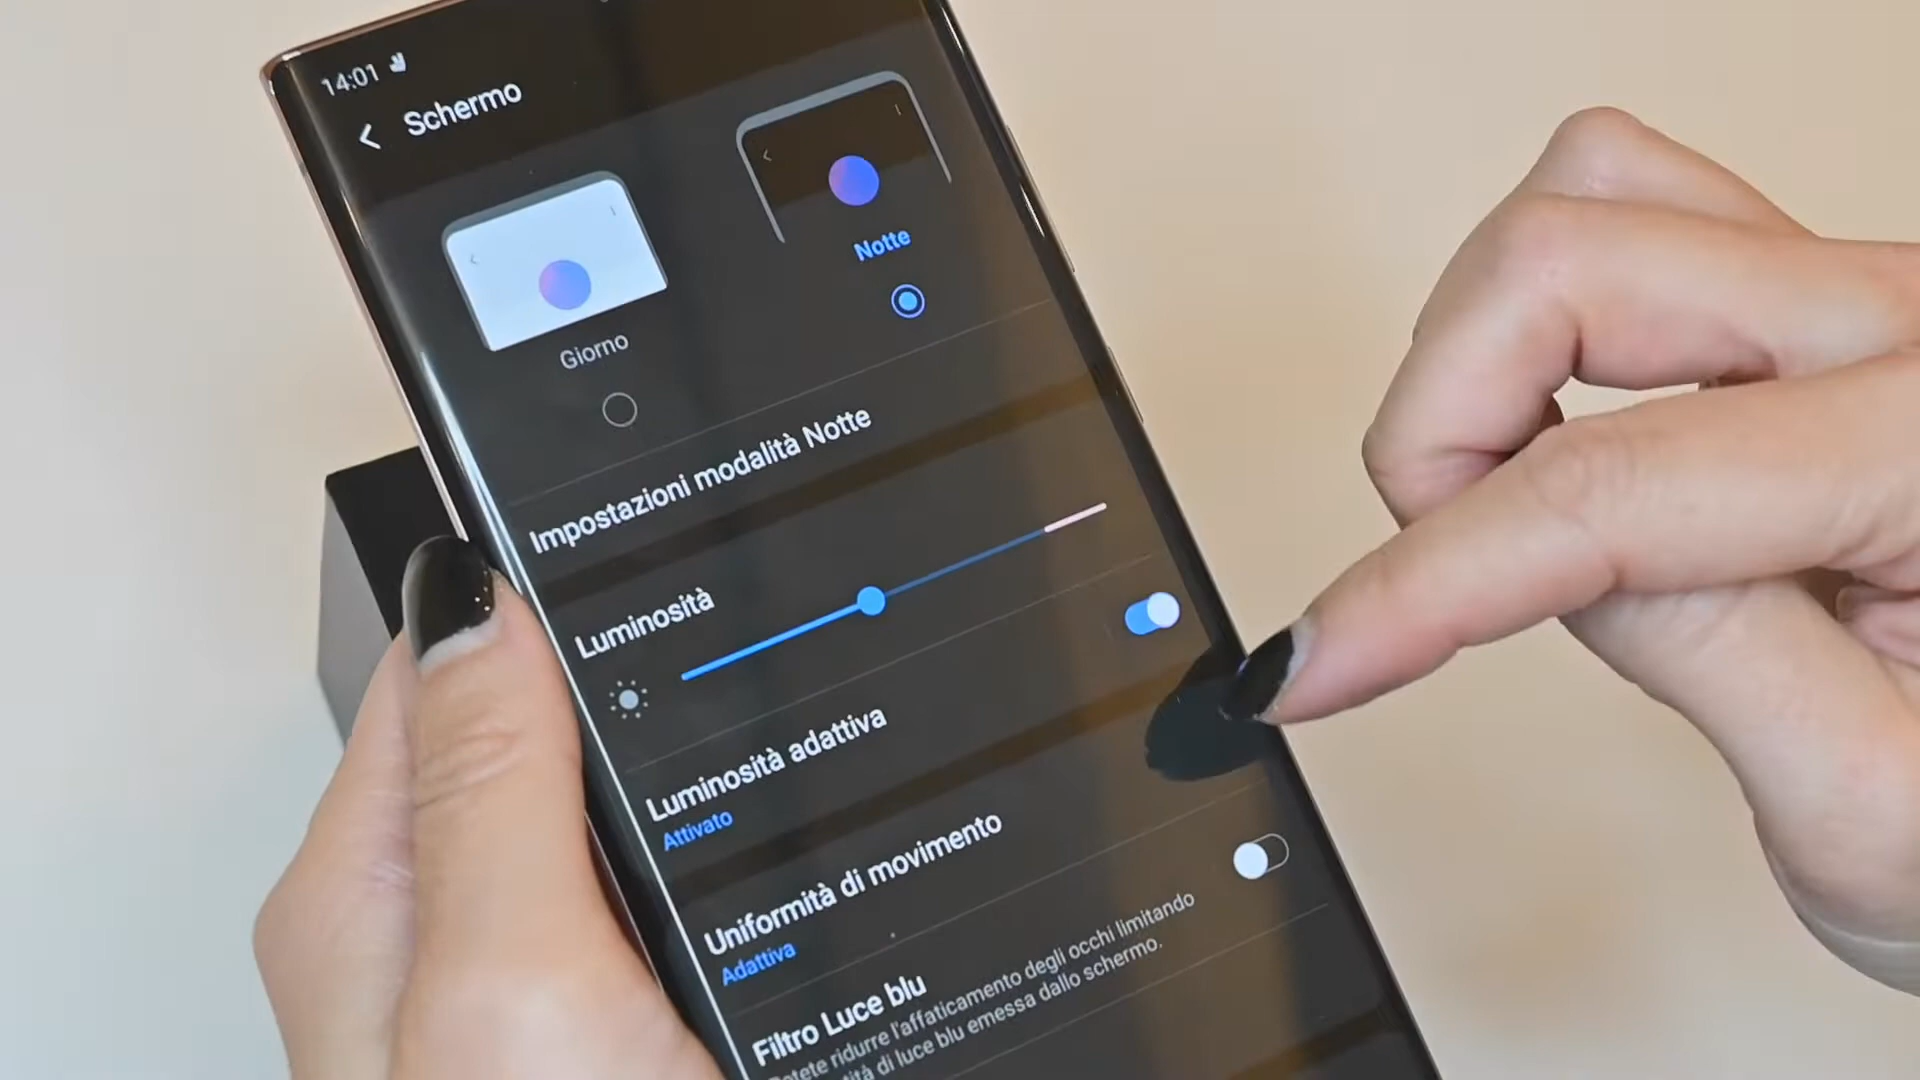 14:01
Schermo
Giorno
Notte
Impostazioni modalità Notte
Luminosità
Luminosità adattiva
Attivato
Uniformità di movimento
Adattiva
Filtro Luce blu
ridurre l'affaticamento degli occhi limitando
di luce blu emessa dallo schermo.